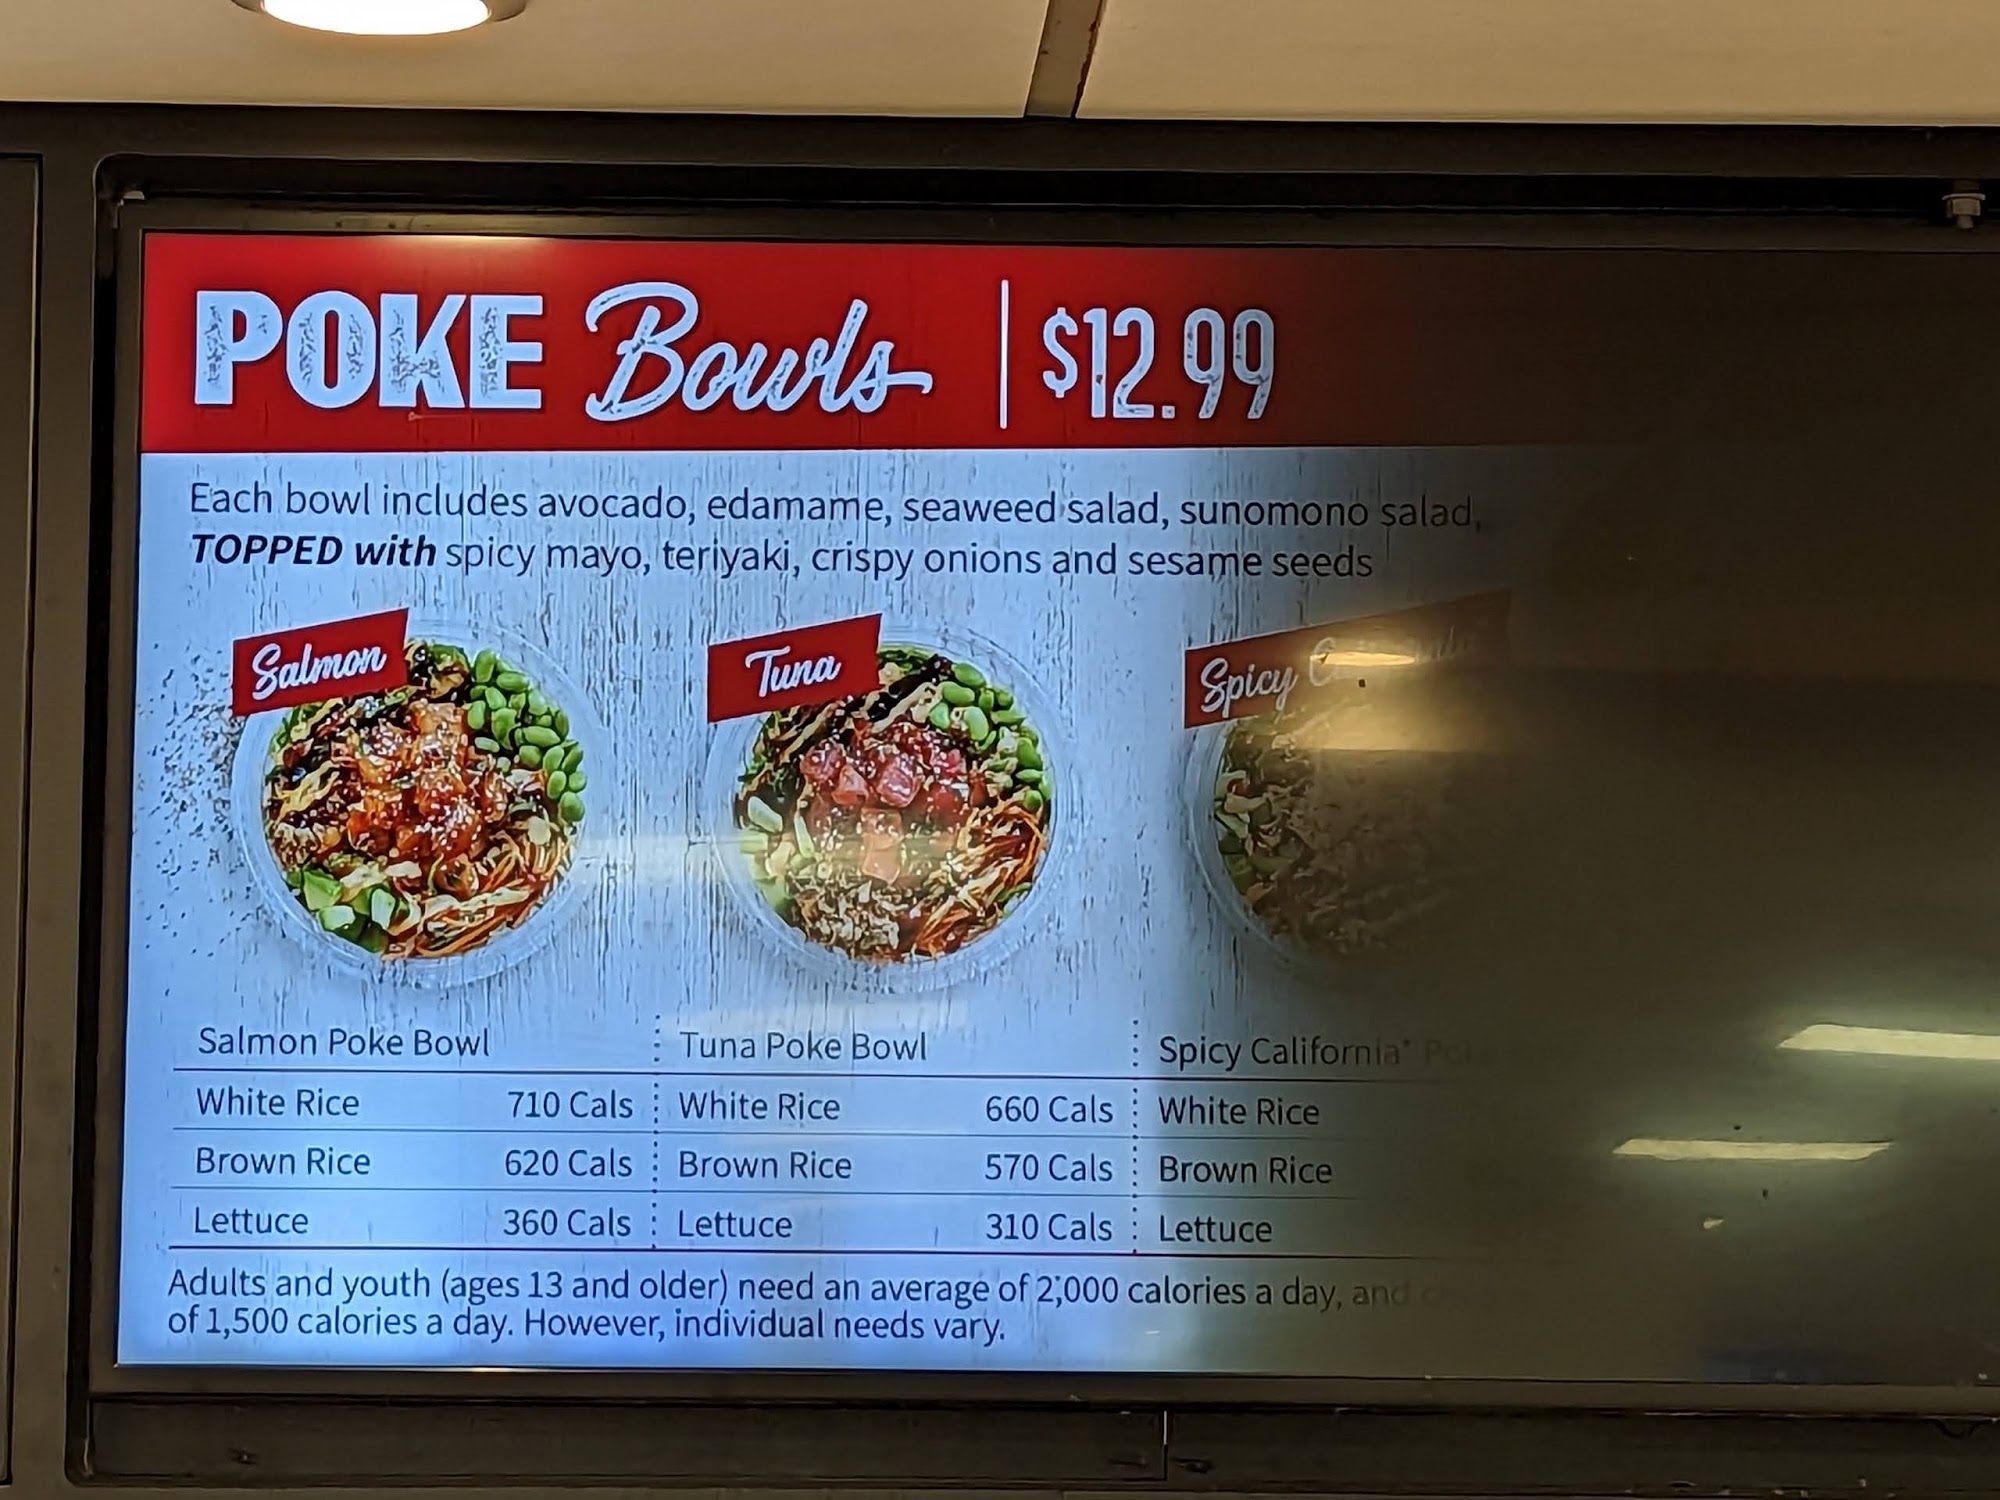 POKE Bowls | $12.99
Each bowl includes avocado, edamame, seaweed salad, sunomono salad,
TOPPED with spicy mayo, teriyaki, crispy onions and sesame seeds
Salmon
Tuna
Spicy
Salmon Poke Bowl
Tuna Poke Bowl
Spicy California*
White Rice 710 Cals
White Rice 660 Cals
White Rice
Brown Rice 620 Cals
Brown Rice 570 Cals
Brown Rice
Lettuce 360 Cals
Lettuce 310 Cals
Lettuce
Adults and youth (ages 13 and older) need an average of 2,000 calories a day, and
of 1,500 calories a day. However, individual needs vary.